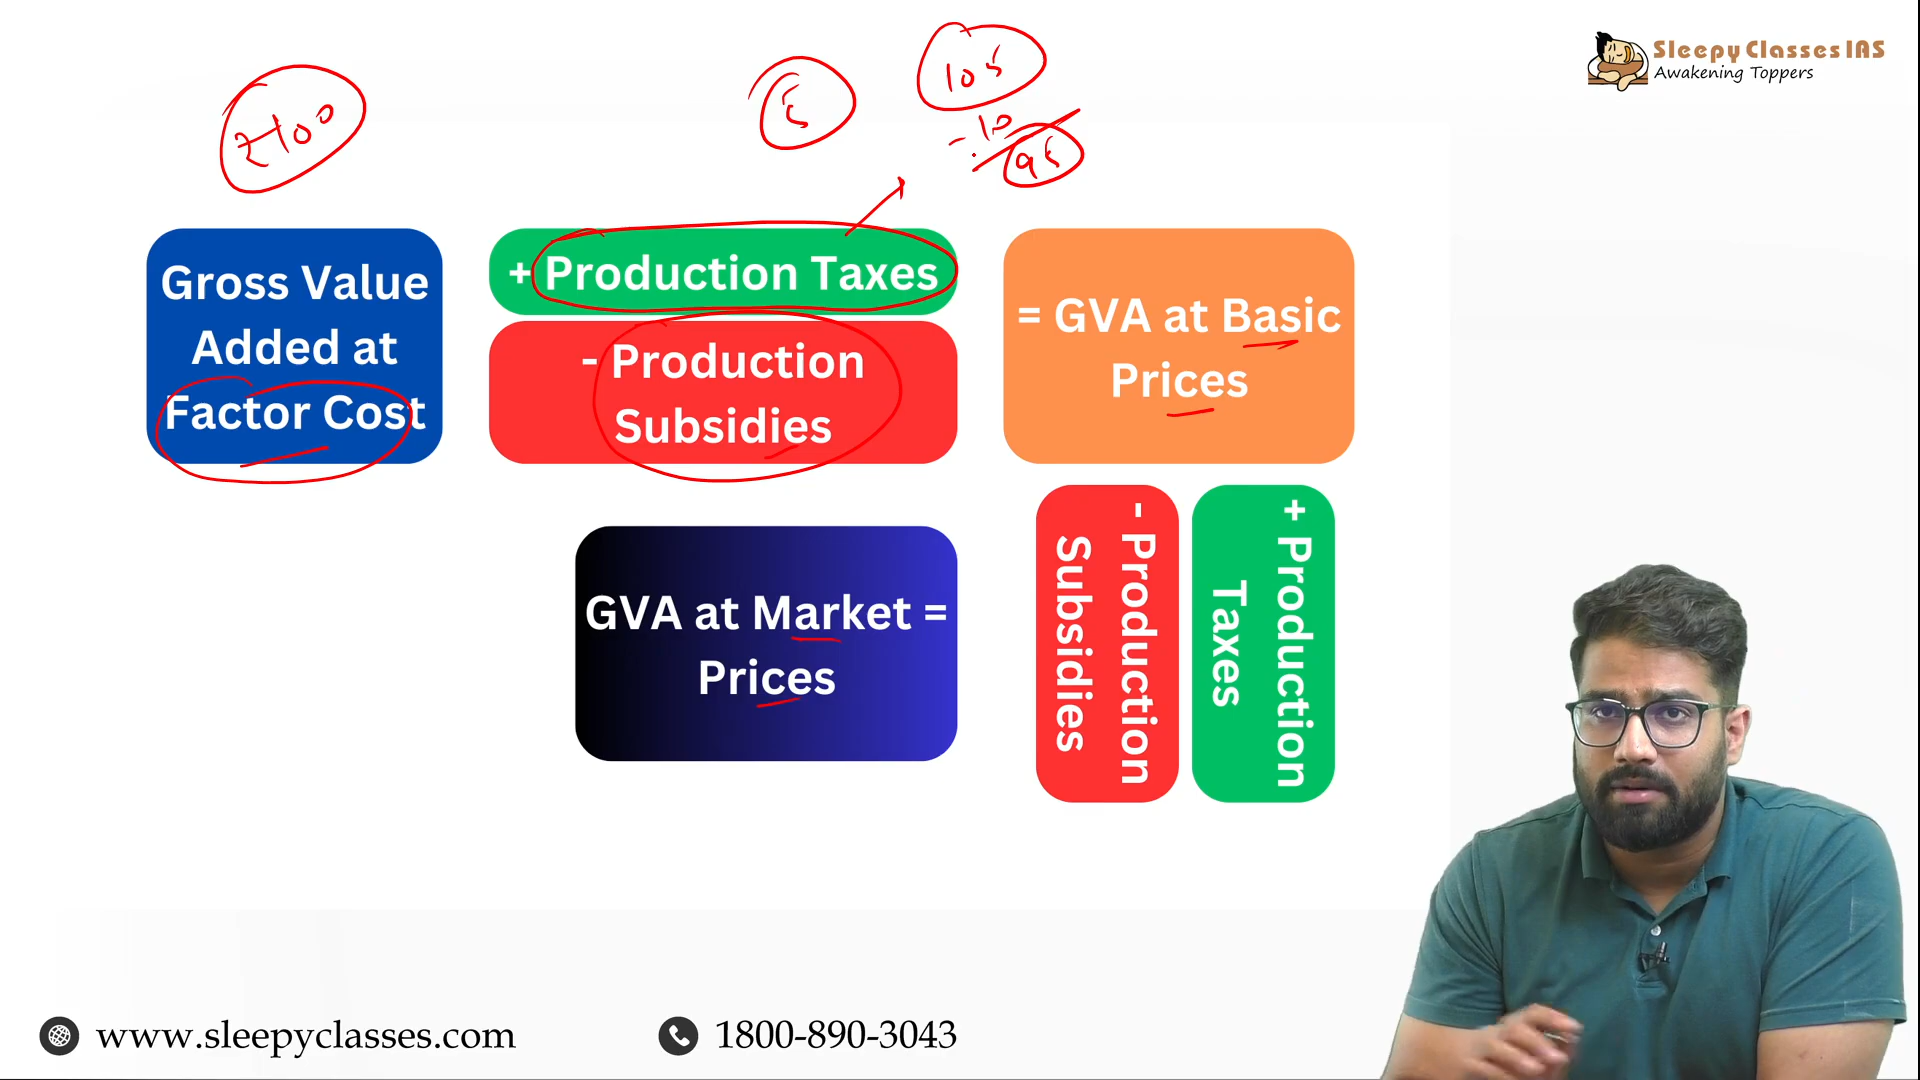 Sleepy Classes IAS
Awakening Toppers
₹100
5
105
-10
95
Gross Value
Added at
Factor Cost
+ Production Taxes
- Production
Subsidies
= GVA at Basic
Prices
- Production
Subsidies
+ Production
Taxes
GVA at Market =
Prices
www.sleepyclasses.com
1800-890-3043